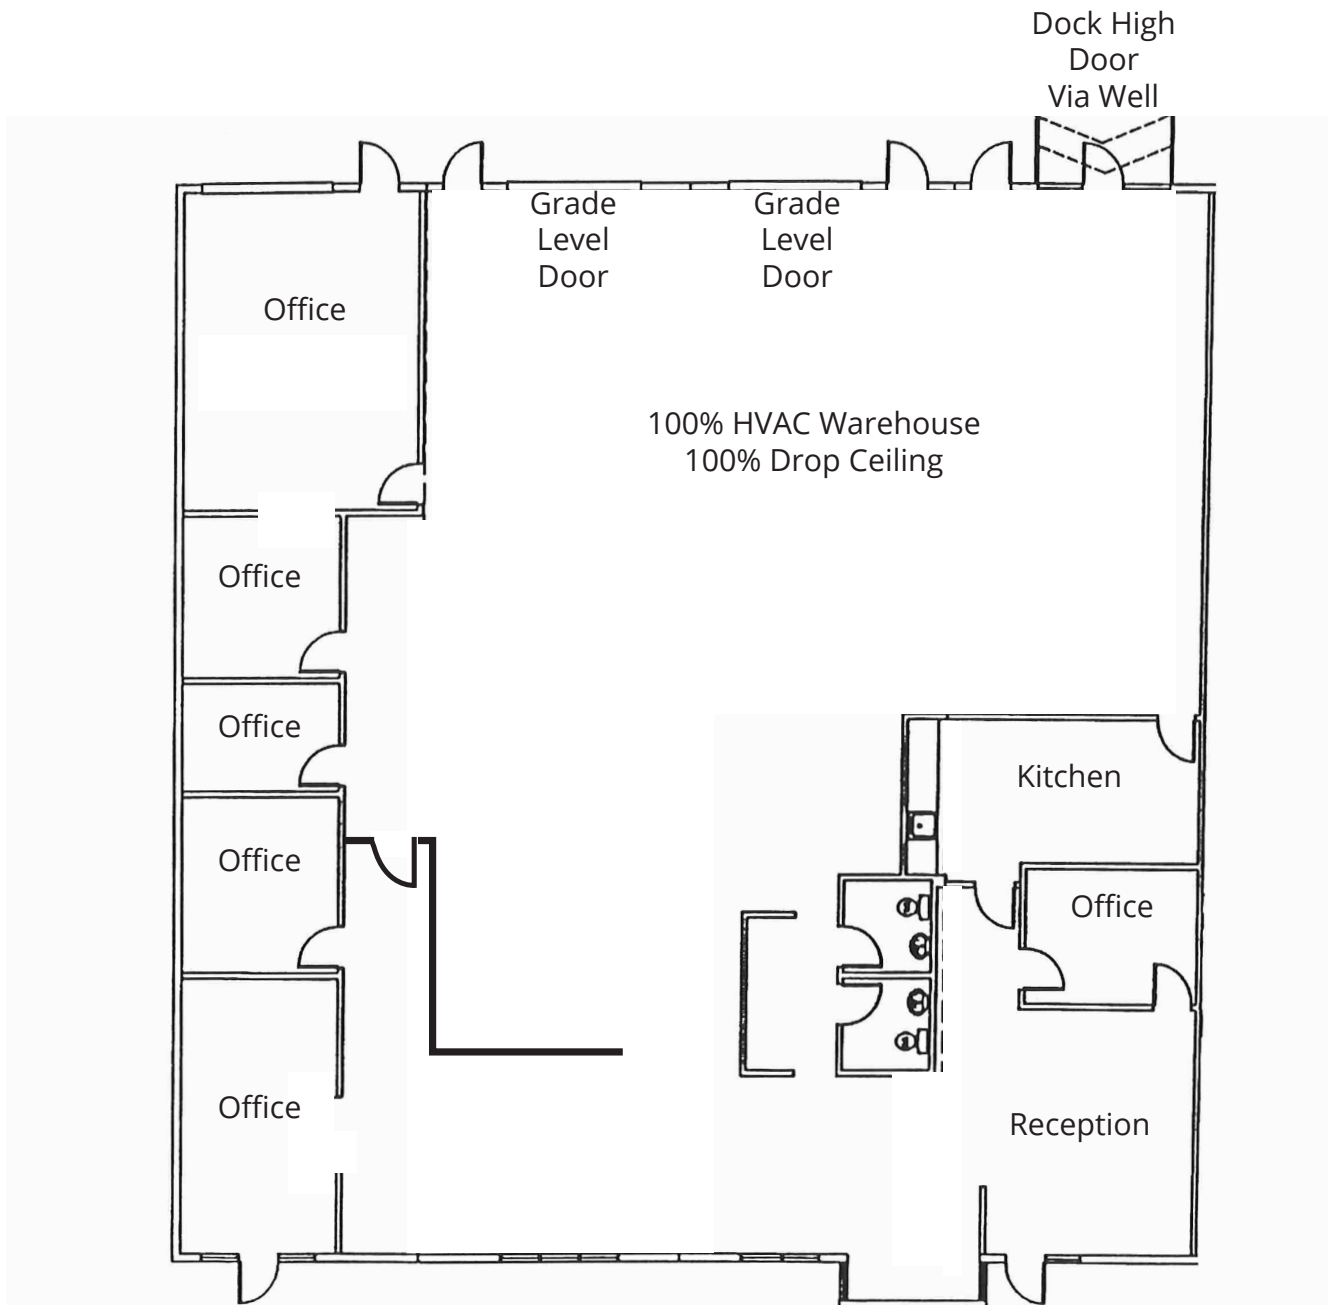 Dock High
Door
Via Well
Grade
Level
Door
Grade
Level
Door
Office
100% HVAC Warehouse
100% Drop Ceiling
Office
Office
Kitchen
Office
Office
Office
Reception